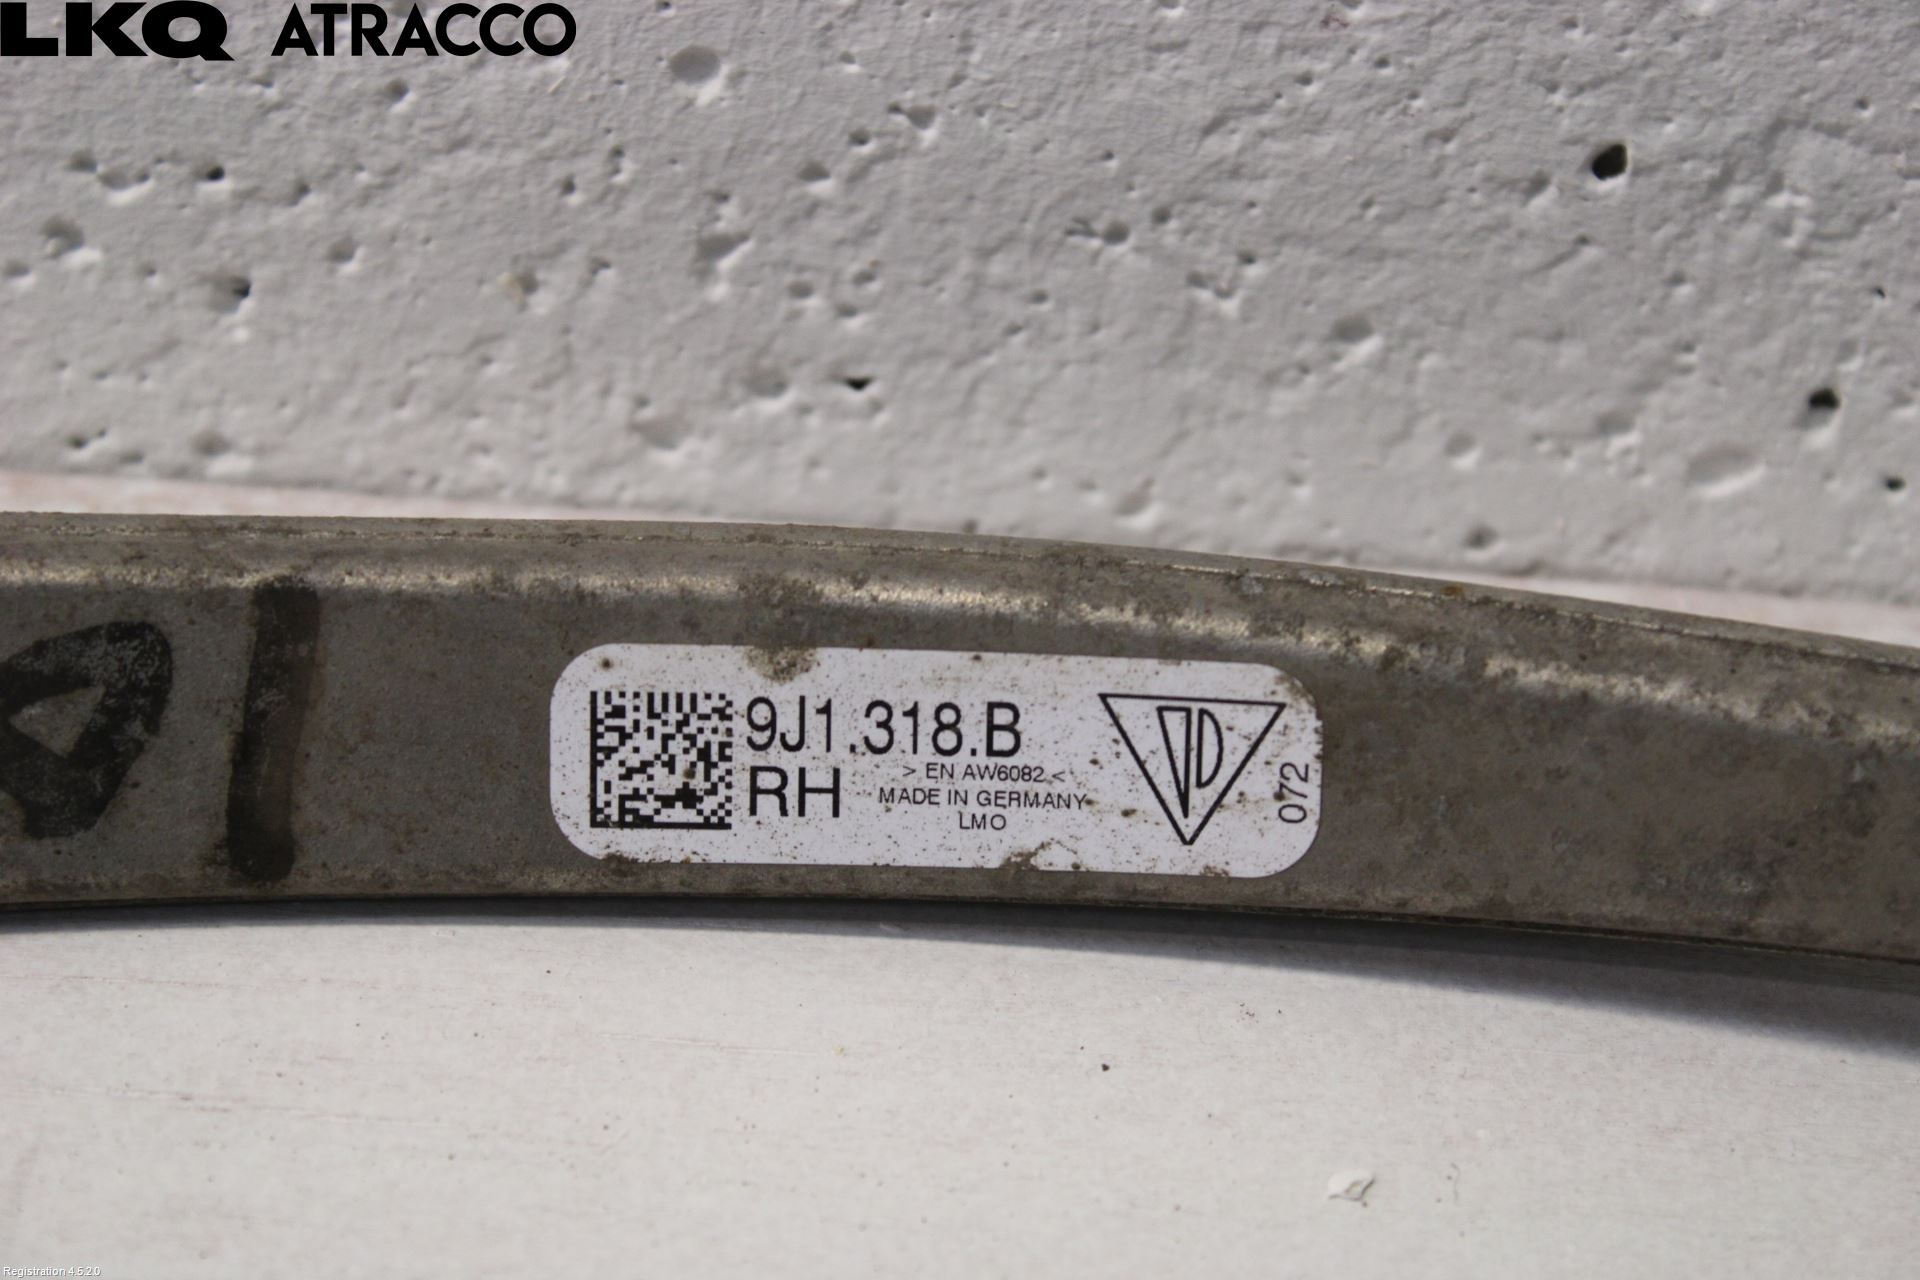 LKQ ATRACCO
9J1.318.B
RH
> EN AW6082 <
MADE IN GERMANY
LMO
072
Registration 4.5.2.0